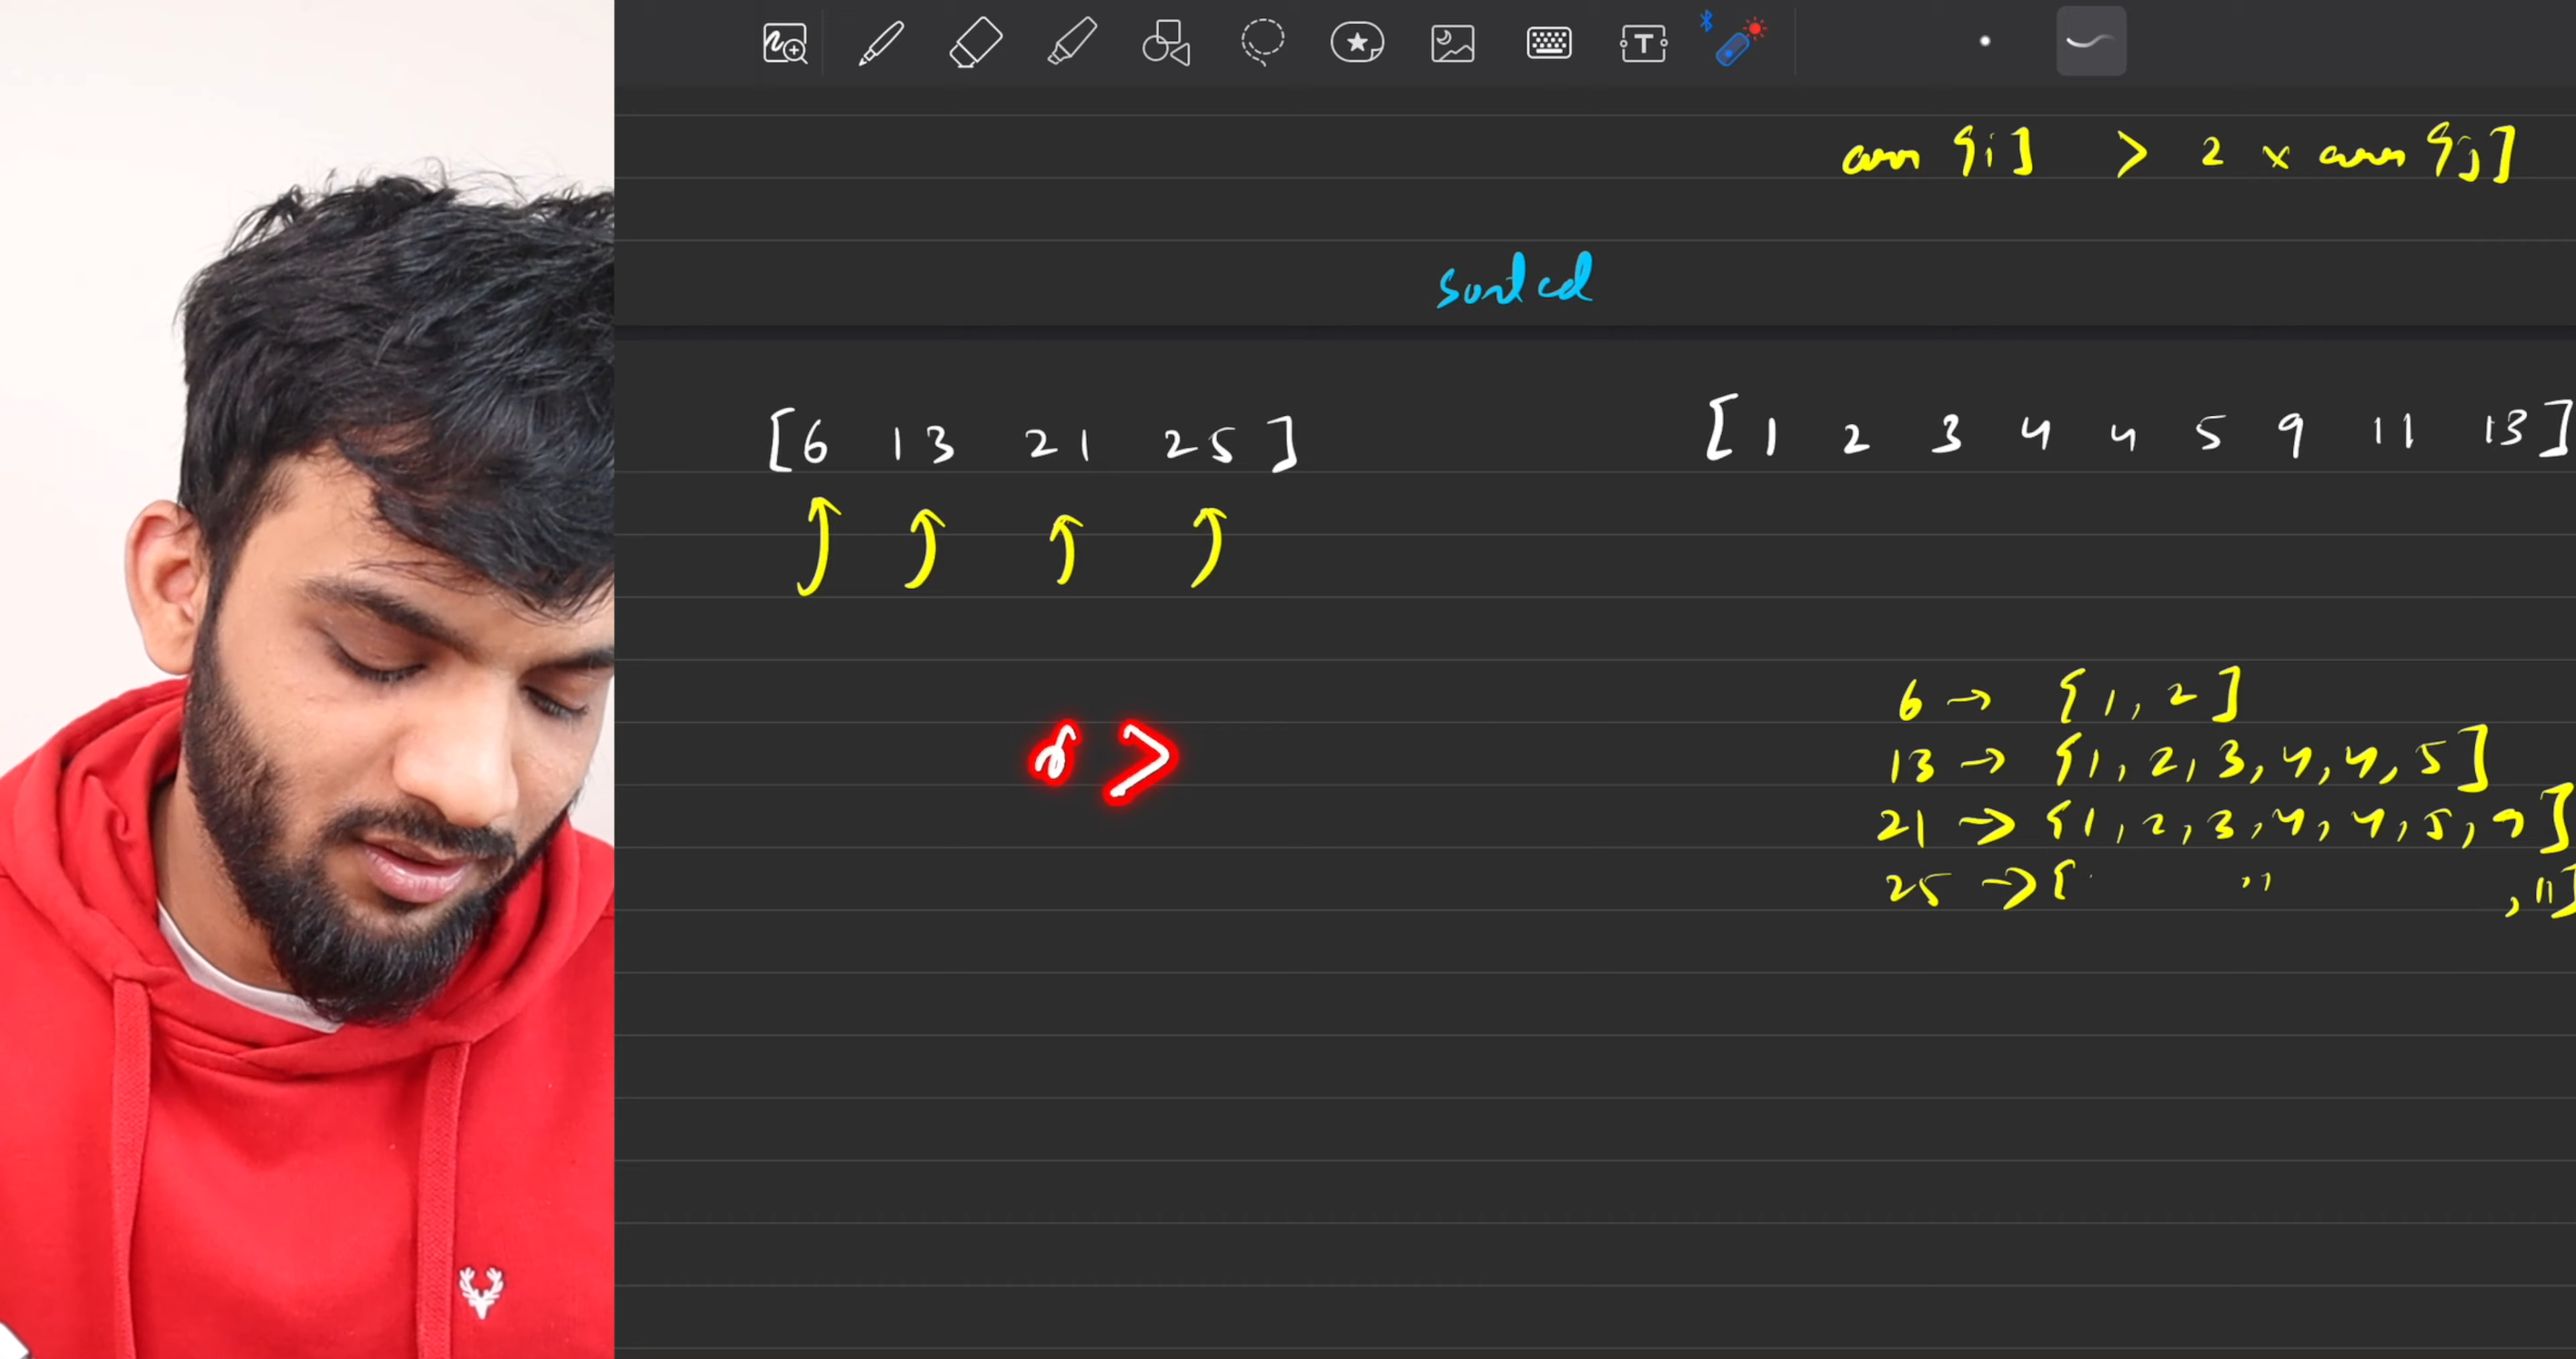 arr[i] > 2 x arr[j]
sorted
[6 13 21 25]
[1 2 3 4 4 5 9 11 13]
6 → {1, 2]
13 → {1, 2, 3, 4, 4, 5]
21 → {1, 2, 3, 4, 4, 5, 9]
25 → { " , 11]
>
T